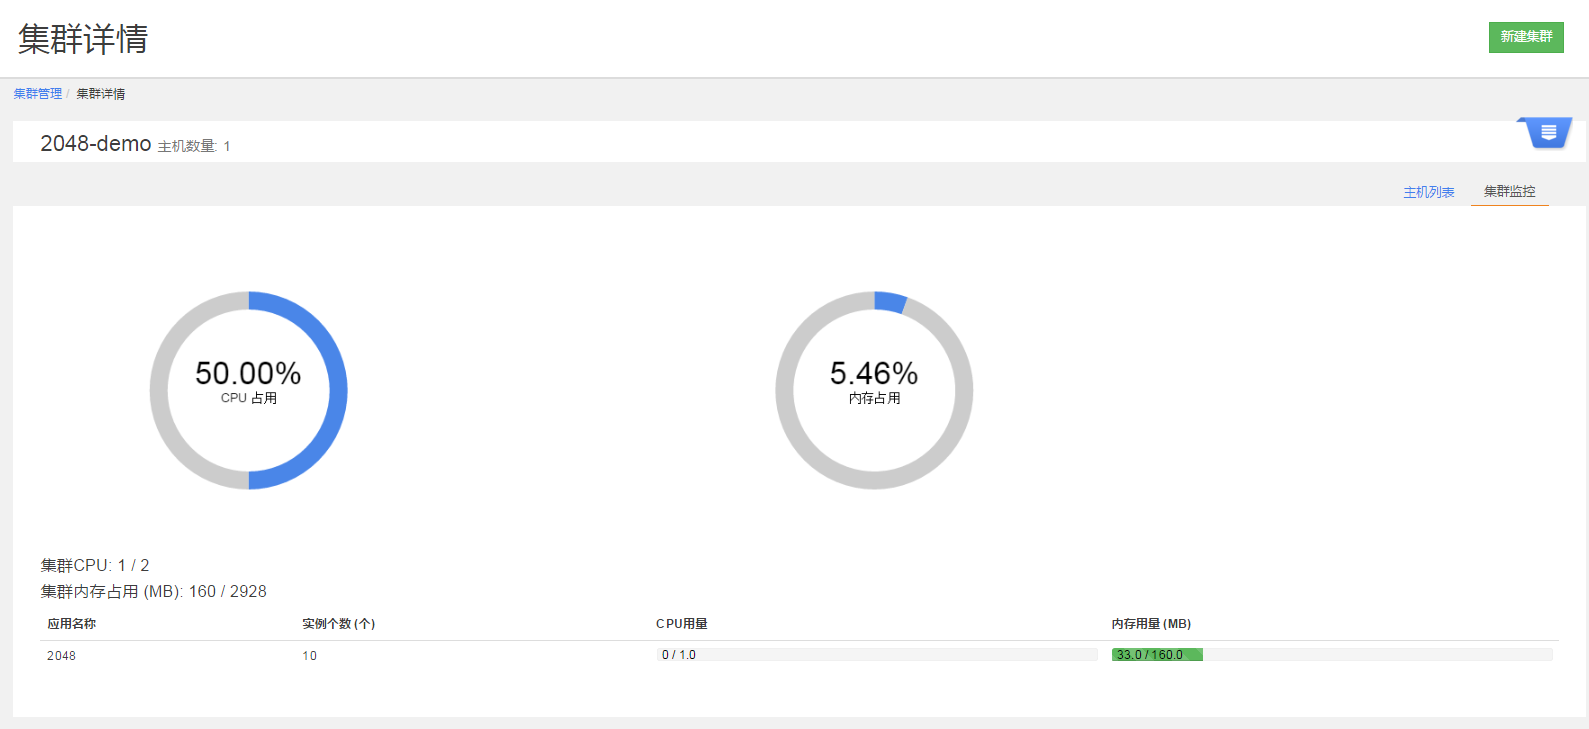 集群详情
新建集群
集群管理 / 集群详情
2048-demo 主机数量: 1
主机列表 集群监控
50.00%
CPU 占用
5.46%
内存占用
集群CPU: 1 / 2
集群内存占用 (MB): 160 / 2928
应用名称 实例个数 (个) CPU用量 内存用量 (MB)
2048 10 0 / 1.0 33.0 / 160.0